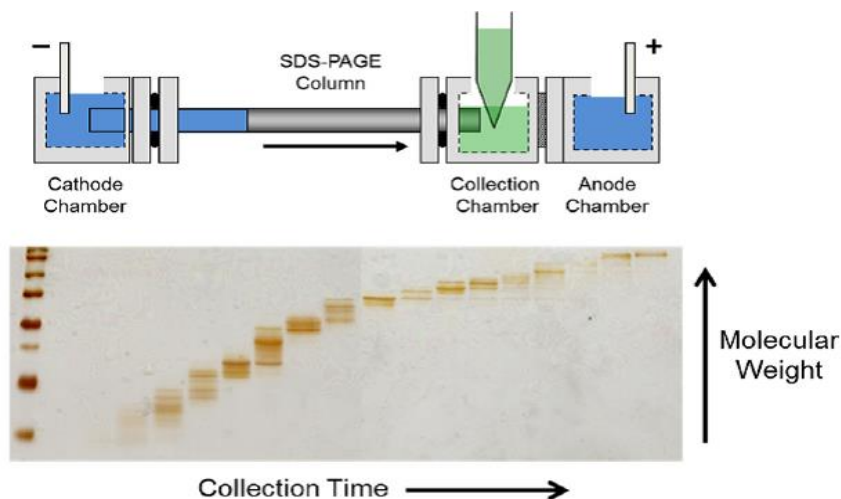 −
+
SDS-PAGE
Column
Cathode
Chamber
Collection
Chamber
Anode
Chamber
Molecular
Weight
Collection Time